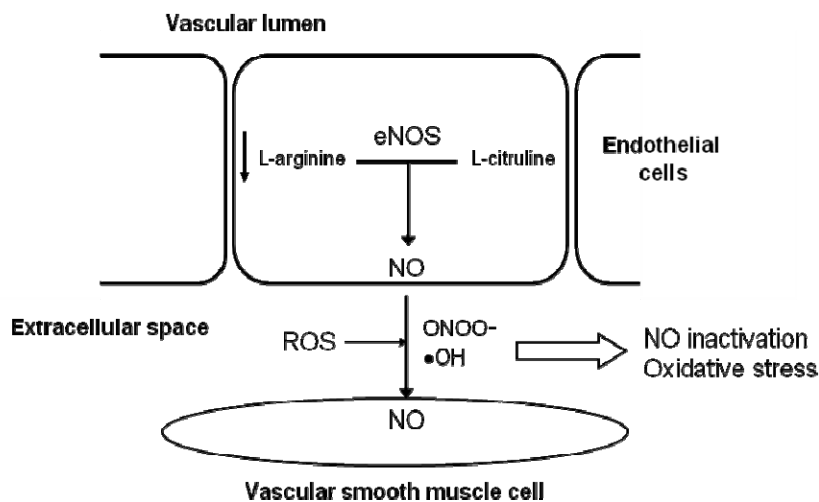 Vascular lumen
eNOS
L-arginine
L-citruline
Endothelial
cells
NO
Extracellular space
ROS
ONOO-
•OH
NO inactivation
Oxidative stress
NO
Vascular smooth muscle cell